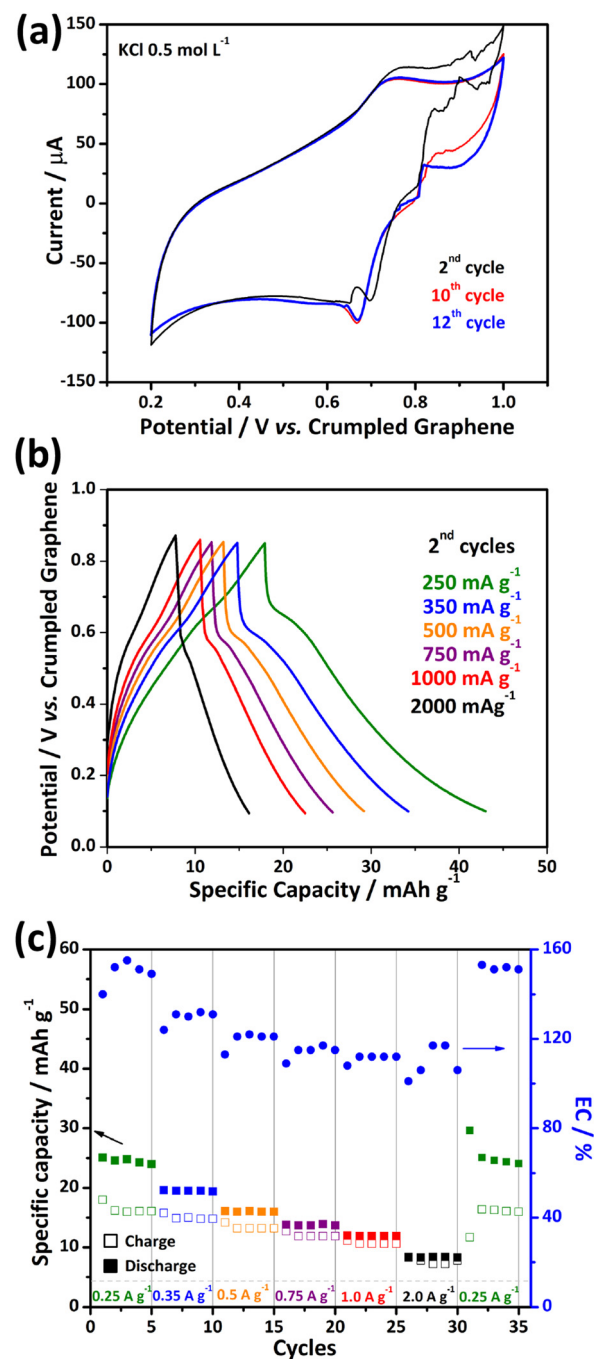 (a)
KCl 0.5 mol L⁻¹
150
100
50
0
-50
-100
-150
Current / μA
2nd cycle
10th cycle
12th cycle
0.2 0.4 0.6 0.8 1.0
Potential / V vs. Crumpled Graphene
(b)
1.0
0.8
0.6
0.4
0.2
0.0
Potential / V vs. Crumpled Graphene
2nd cycles
250 mA g⁻¹
350 mA g⁻¹
500 mA g⁻¹
750 mA g⁻¹
1000 mA g⁻¹
2000 mAg⁻¹
0 10 20 30 40 50
Specific Capacity / mAh g⁻¹
(c)
60
50
40
30
20
10
0
Specific capacity / mAh g⁻¹
160
120
80
40
0
EC / %
Charge
Discharge
0.25 A g⁻¹ 0.35 A g⁻¹ 0.5 A g⁻¹ 0.75 A g⁻¹ 1.0 A g⁻¹ 2.0 A g⁻¹ 0.25 A g⁻¹
0 5 10 15 20 25 30 35
Cycles